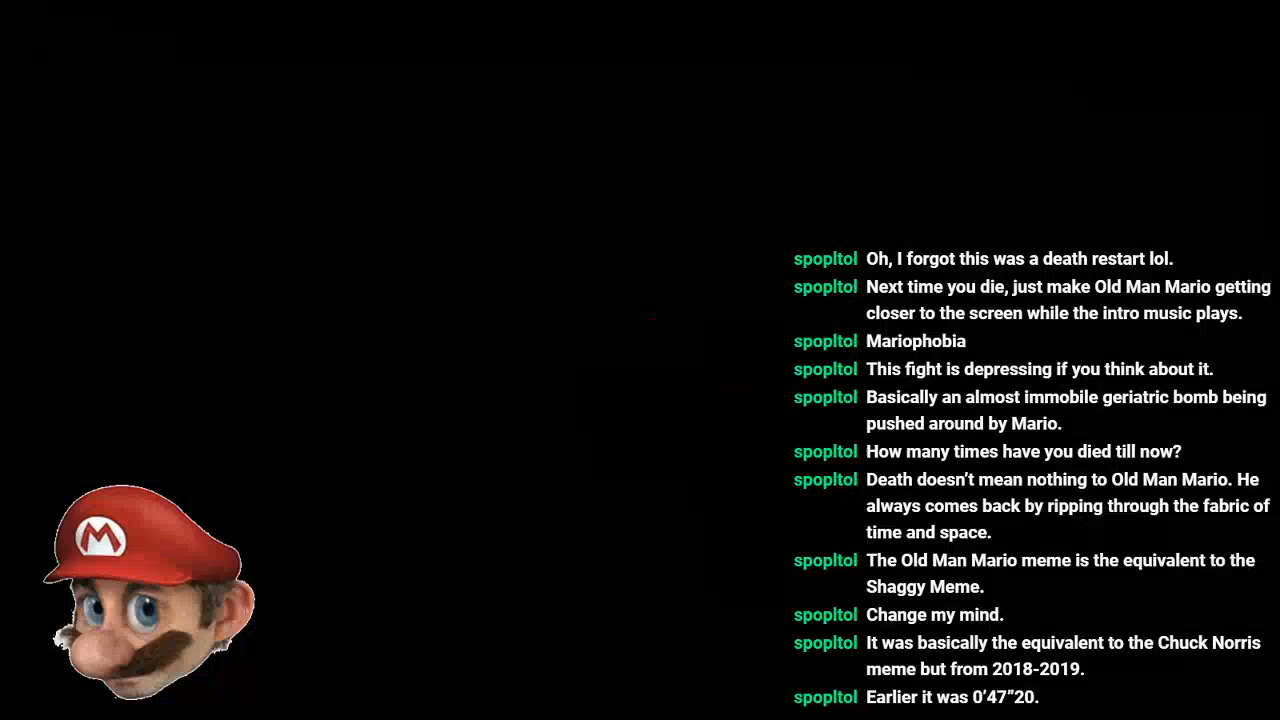 spopltol Oh, I forgot this was a death restart lol.
spopltol Next time you die, just make Old Man Mario getting
closer to the screen while the intro music plays.
spopltol Mariophobia
spopltol This fight is depressing if you think about it.
spopltol Basically an almost immobile geriatric bomb being
pushed around by Mario.
spopltol How many times have you died till now?
spopltol Death doesn’t mean nothing to Old Man Mario. He
always comes back by ripping through the fabric of
time and space.
spopltol The Old Man Mario meme is the equivalent to the
Shaggy Meme.
spopltol Change my mind.
spopltol It was basically the equivalent to the Chuck Norris
meme but from 2018-2019.
spopltol Earlier it was 0’47”20.
M